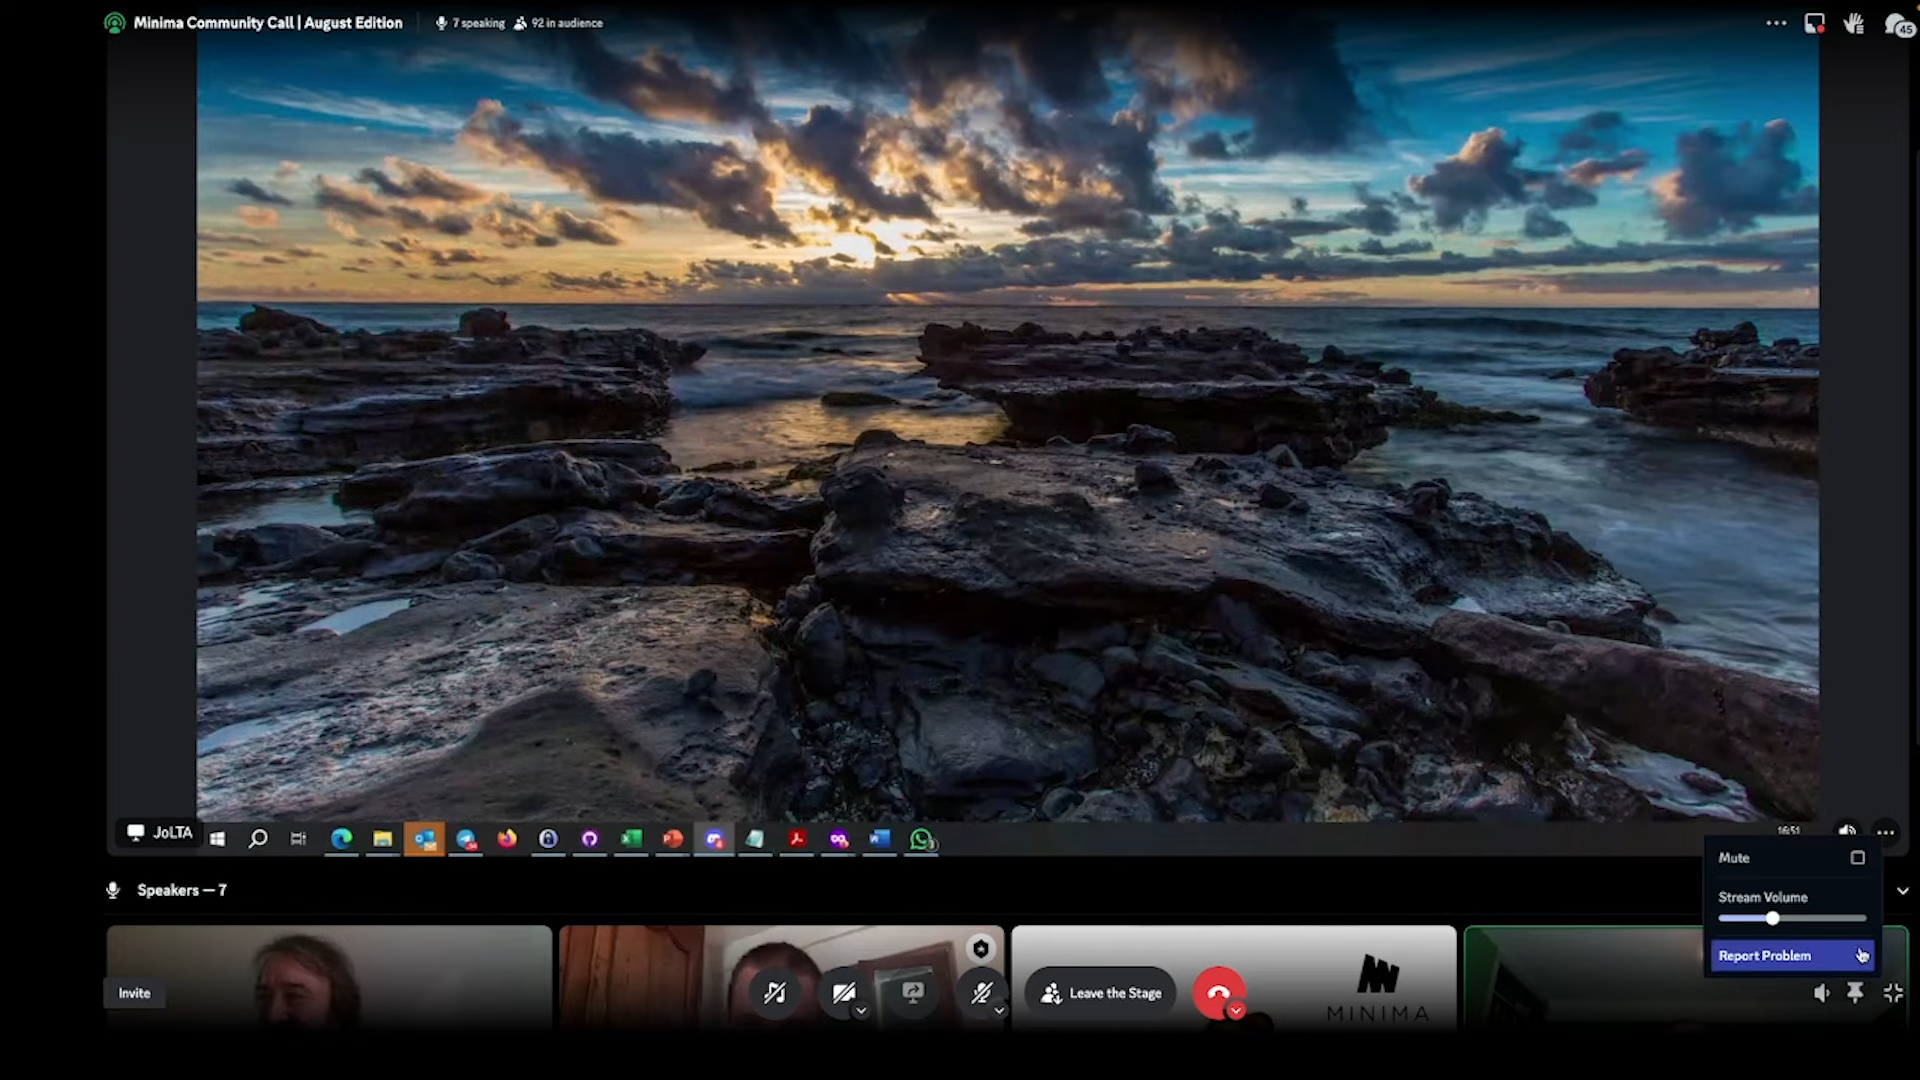 Minima Community Call | August Edition
7 speaking
92 in audience
45
JoLTA
16:51
Mute
Stream Volume
Report Problem
Speakers — 7
Invite
Leave the Stage
MINIMA